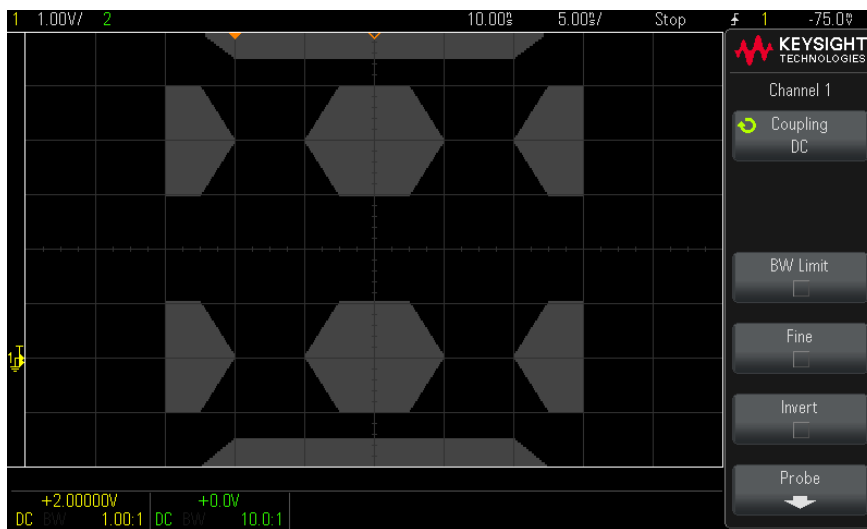 1 1.00V/ 2 10.00s 5.00s/ Stop 1 -75.0V
KEYSIGHT
TECHNOLOGIES
Channel 1
Coupling
DC
BW Limit
Fine
1
Invert
Probe
+2.00000V +0.0V
DC BW 1.00:1 DC BW 10.0:1